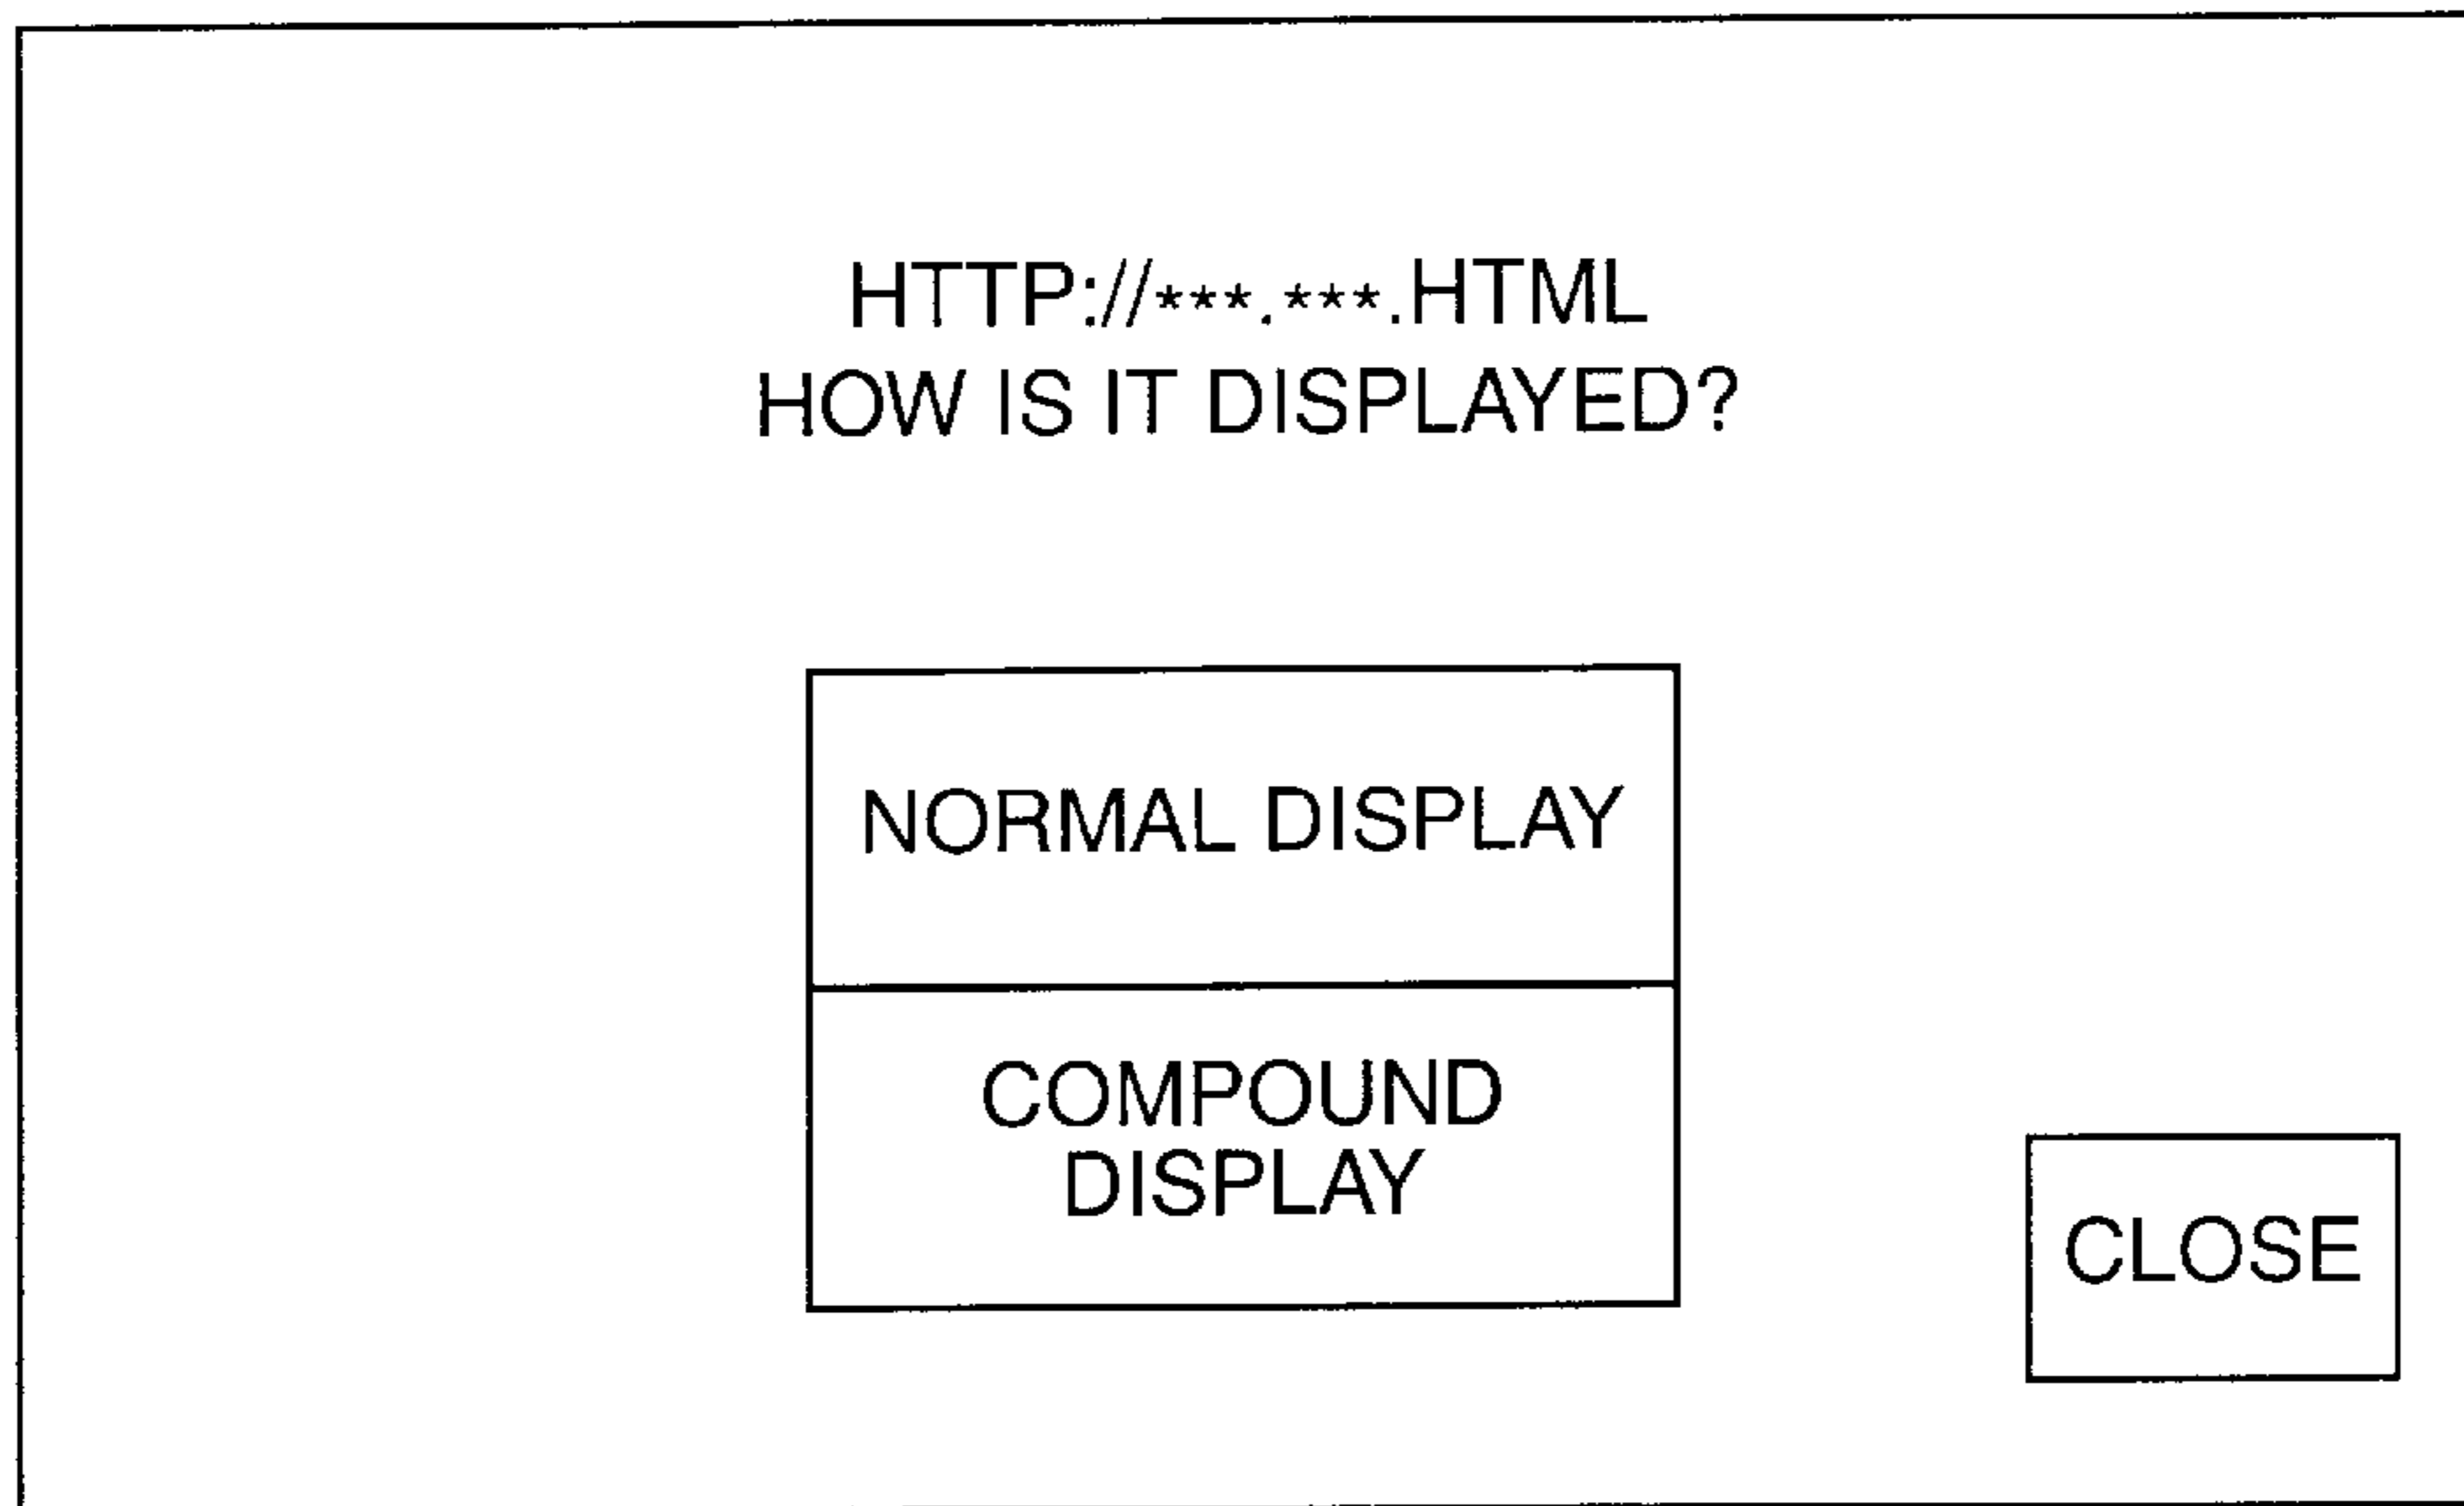 HTTP://***.***.HTML
HOW IS IT DISPLAYED?
NORMAL DISPLAY
COMPOUND
DISPLAY
CLOSE